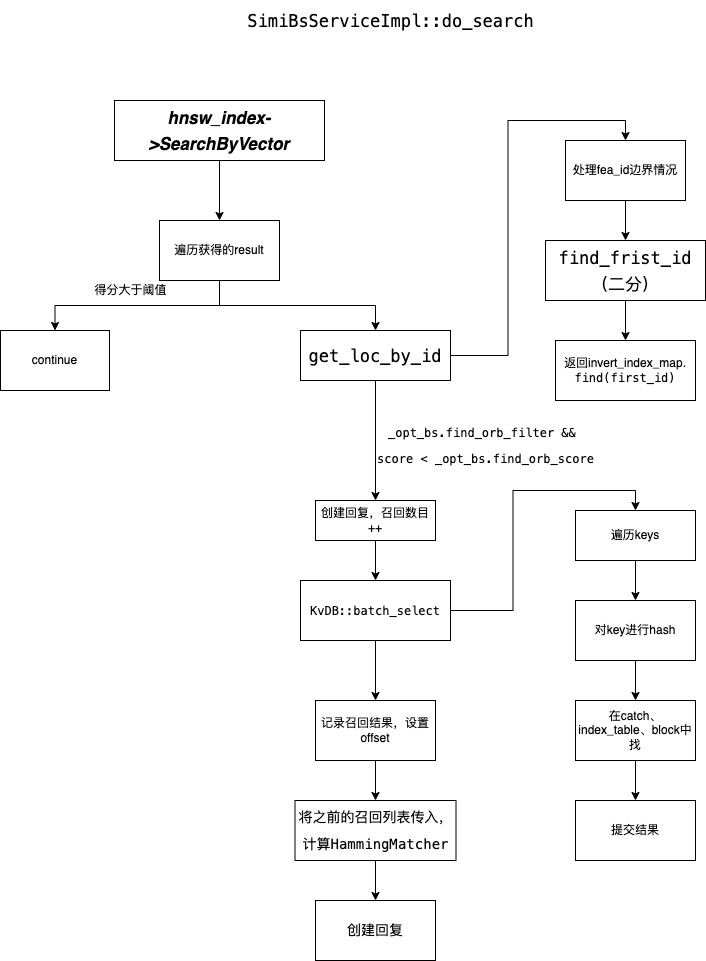 SimiBsServiceImpl::do_search
hnsw_index-
>SearchByVector
遍历获得的result
得分大于阈值
continue
get_loc_by_id
处理fea_id边界情况
find_frist_id
(二分)
返回invert_index_map.
find(first_id)
_opt_bs.find_orb_filter &&
score < _opt_bs.find_orb_score
创建回复，召回数目
++
KvDB::batch_select
遍历keys
对key进行hash
在catch、
index_table、block中
找
提交结果
记录召回结果，设置
offset
将之前的召回列表传入，
计算HammingMatcher
创建回复